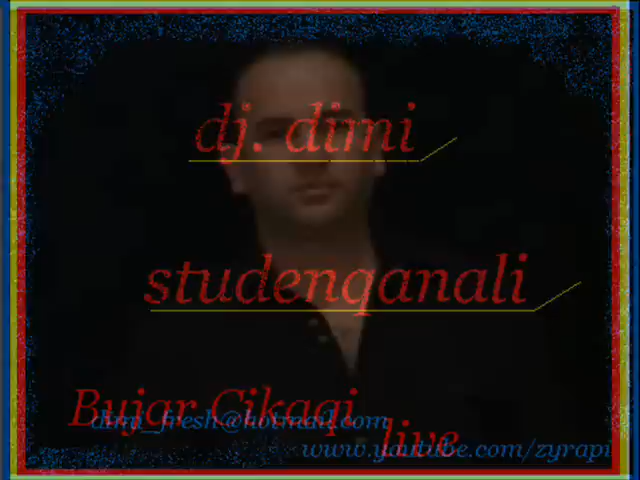 dj. dimi
studenqanali
Bujar Cikaqi
dimi_fresh@hotmail.com
live
www.youtube.com/zyrapi